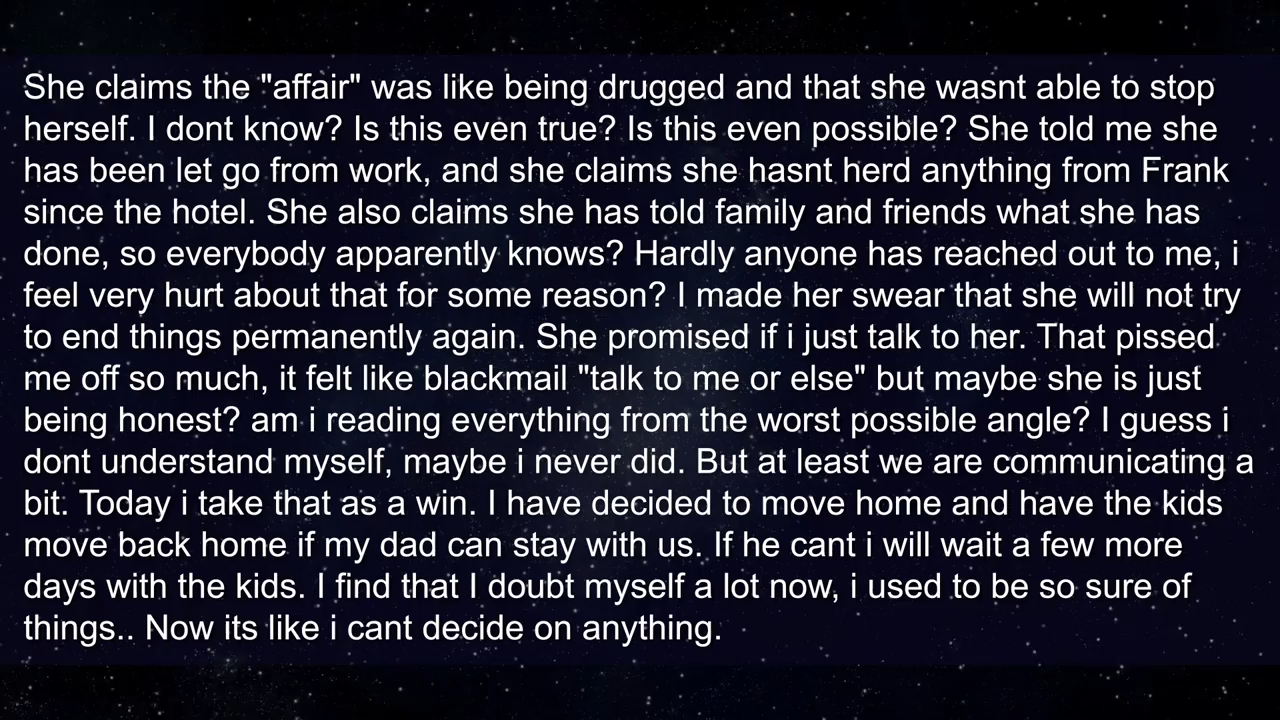 She claims the "affair" was like being drugged and that she wasnt able to stop
herself. I dont know? Is this even true? Is this even possible? She told me she
has been let go from work, and she claims she hasnt herd anything from Frank
since the hotel. She also claims she has told family and friends what she has
done, so everybody apparently knows? Hardly anyone has reached out to me, i
feel very hurt about that for some reason? I made her swear that she will not try
to end things permanently again. She promised if i just talk to her. That pissed
me off so much, it felt like blackmail "talk to me or else" but maybe she is just
being honest? am i reading everything from the worst possible angle? I guess i
dont understand myself, maybe i never did. But at least we are communicating a
bit. Today i take that as a win. I have decided to move home and have the kids
move back home if my dad can stay with us. If he cant i will wait a few more
days with the kids. I find that I doubt myself a lot now, i used to be so sure of
things.. Now its like i cant decide on anything.